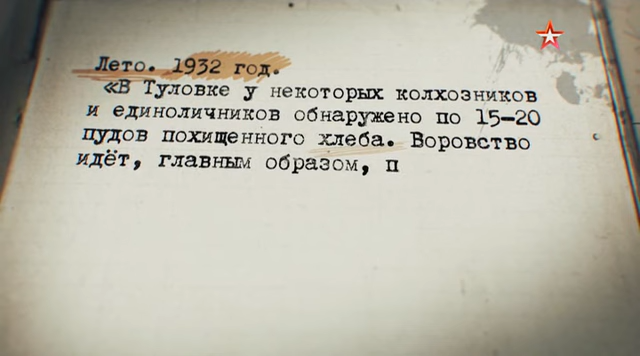 Лето. 1932 год.
«В Туловке у некоторых колхозников
и единоличников обнаружено по 15–20
пудов похищенного хлеба. Воровство
идёт, главным образом, п